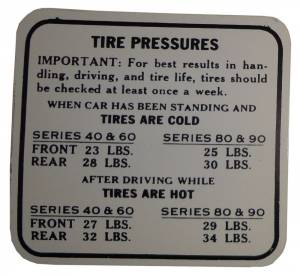 TIRE PRESSURES
IMPORTANT: For best results in han-
dling, driving, and tire life, tires should
be checked at least once a week.
WHEN CAR HAS BEEN STANDING AND
TIRES ARE COLD
SERIES 40 & 60 SERIES 80 & 90
FRONT 23 LBS. 25 LBS.
REAR 28 LBS. 30 LBS.
AFTER DRIVING WHILE
TIRES ARE HOT
SERIES 40 & 60 SERIES 80 & 90
FRONT 27 LBS. 29 LBS.
REAR 32 LBS. 34 LBS.